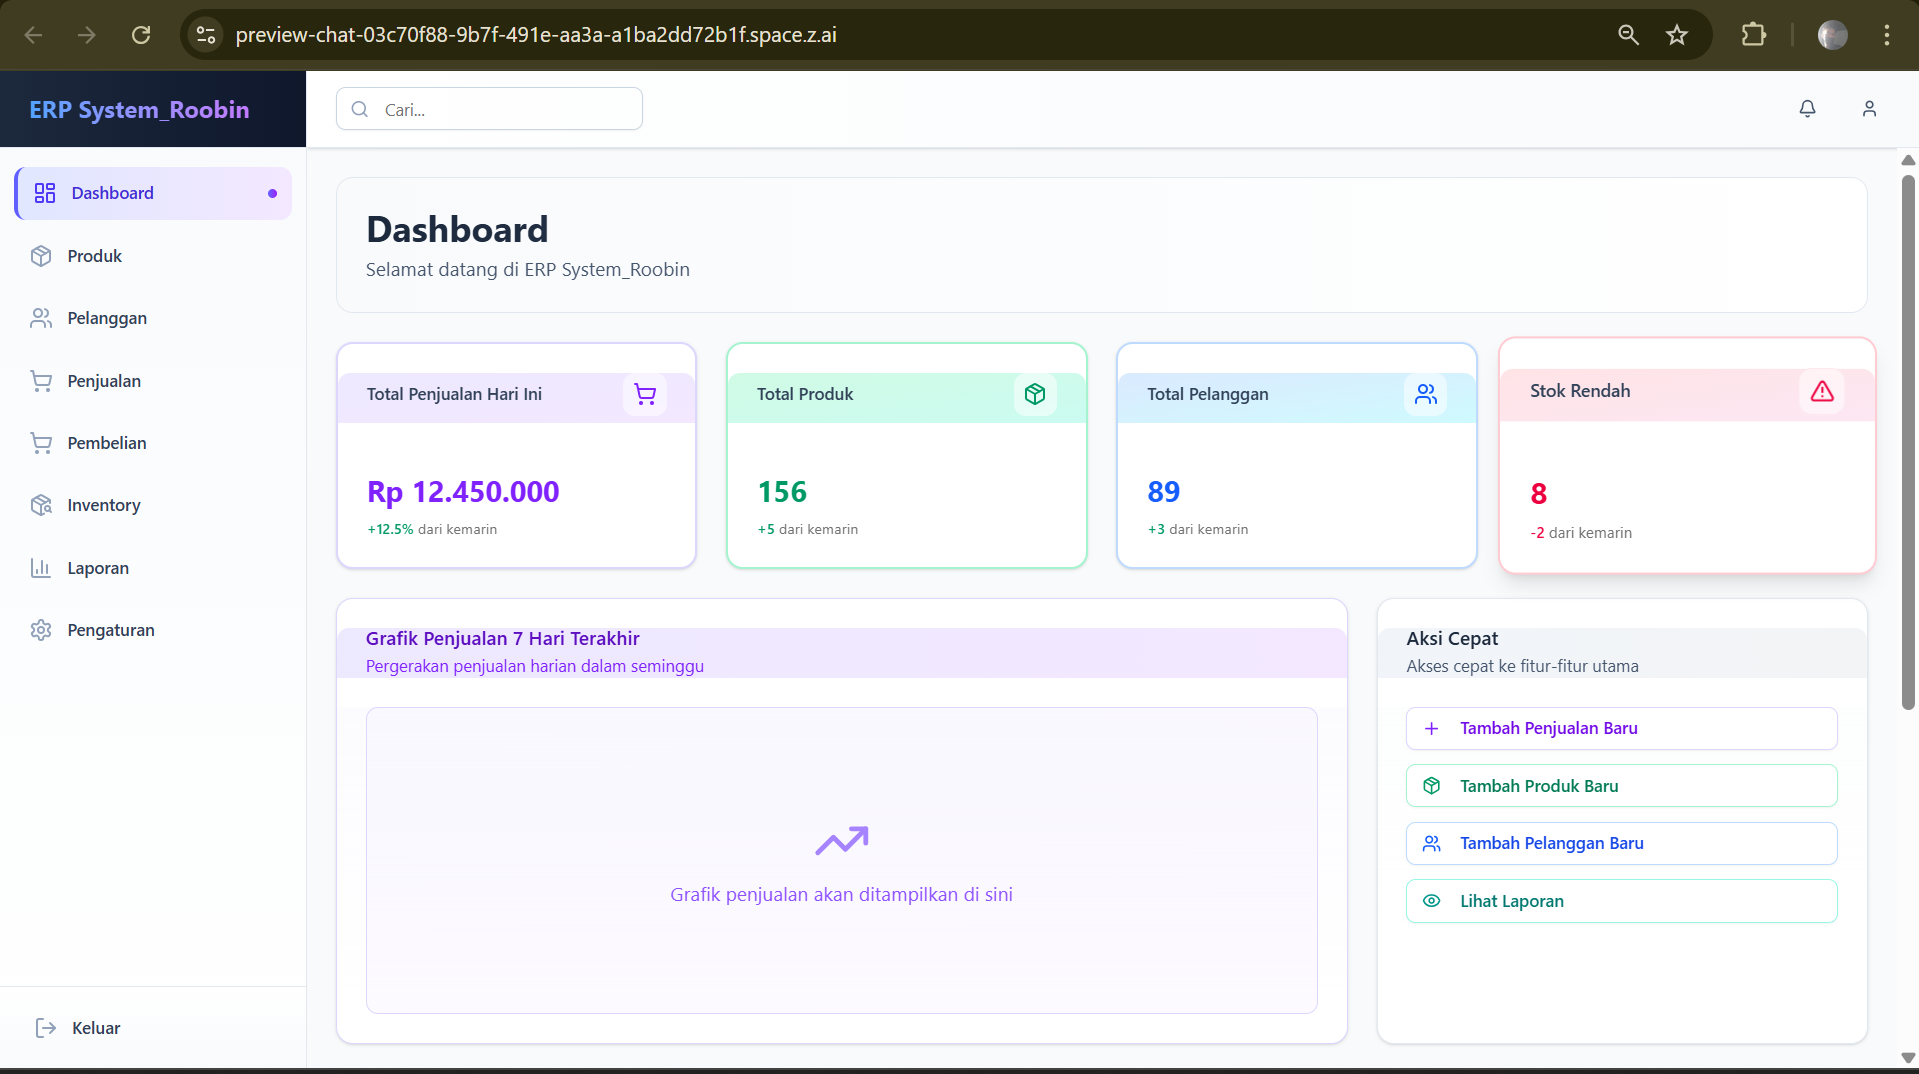 preview-chat-03c70f88-9b7f-491e-aa3a-a1ba2dd72b1f.space.z.ai
ERP System_Roobin
Cari...
Dashboard
Produk
Pelanggan
Penjualan
Pembelian
Inventory
Laporan
Pengaturan
Keluar
Dashboard
Selamat datang di ERP System_Roobin
Total Penjualan Hari Ini
Rp 12.450.000
+12.5% dari kemarin
Total Produk
156
+5 dari kemarin
Total Pelanggan
89
+3 dari kemarin
Stok Rendah
8
-2 dari kemarin
Grafik Penjualan 7 Hari Terakhir
Pergerakan penjualan harian dalam seminggu
Grafik penjualan akan ditampilkan di sini
Aksi Cepat
Akses cepat ke fitur-fitur utama
Tambah Penjualan Baru
Tambah Produk Baru
Tambah Pelanggan Baru
Lihat Laporan